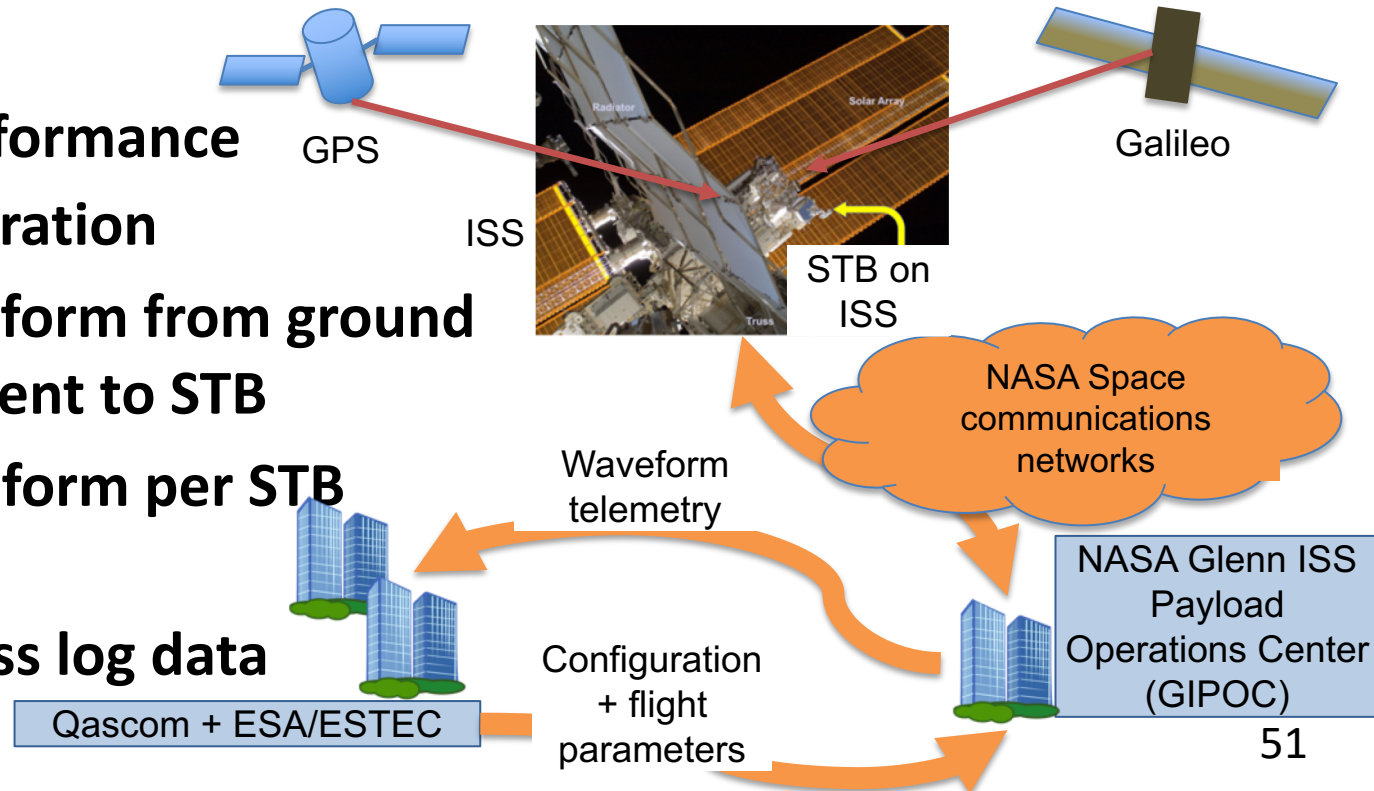 formance
GPS
Radiator
Solar Array
Galileo
ration
ISS
STB on
ISS
Truss
form from ground
ent to STB
form per STB
NASA Space
communications
networks
Waveform
telemetry
NASA Glenn ISS
Payload
Operations Center
(GIPOC)
ss log data
Configuration
+ flight
parameters
Qascom + ESA/ESTEC
51